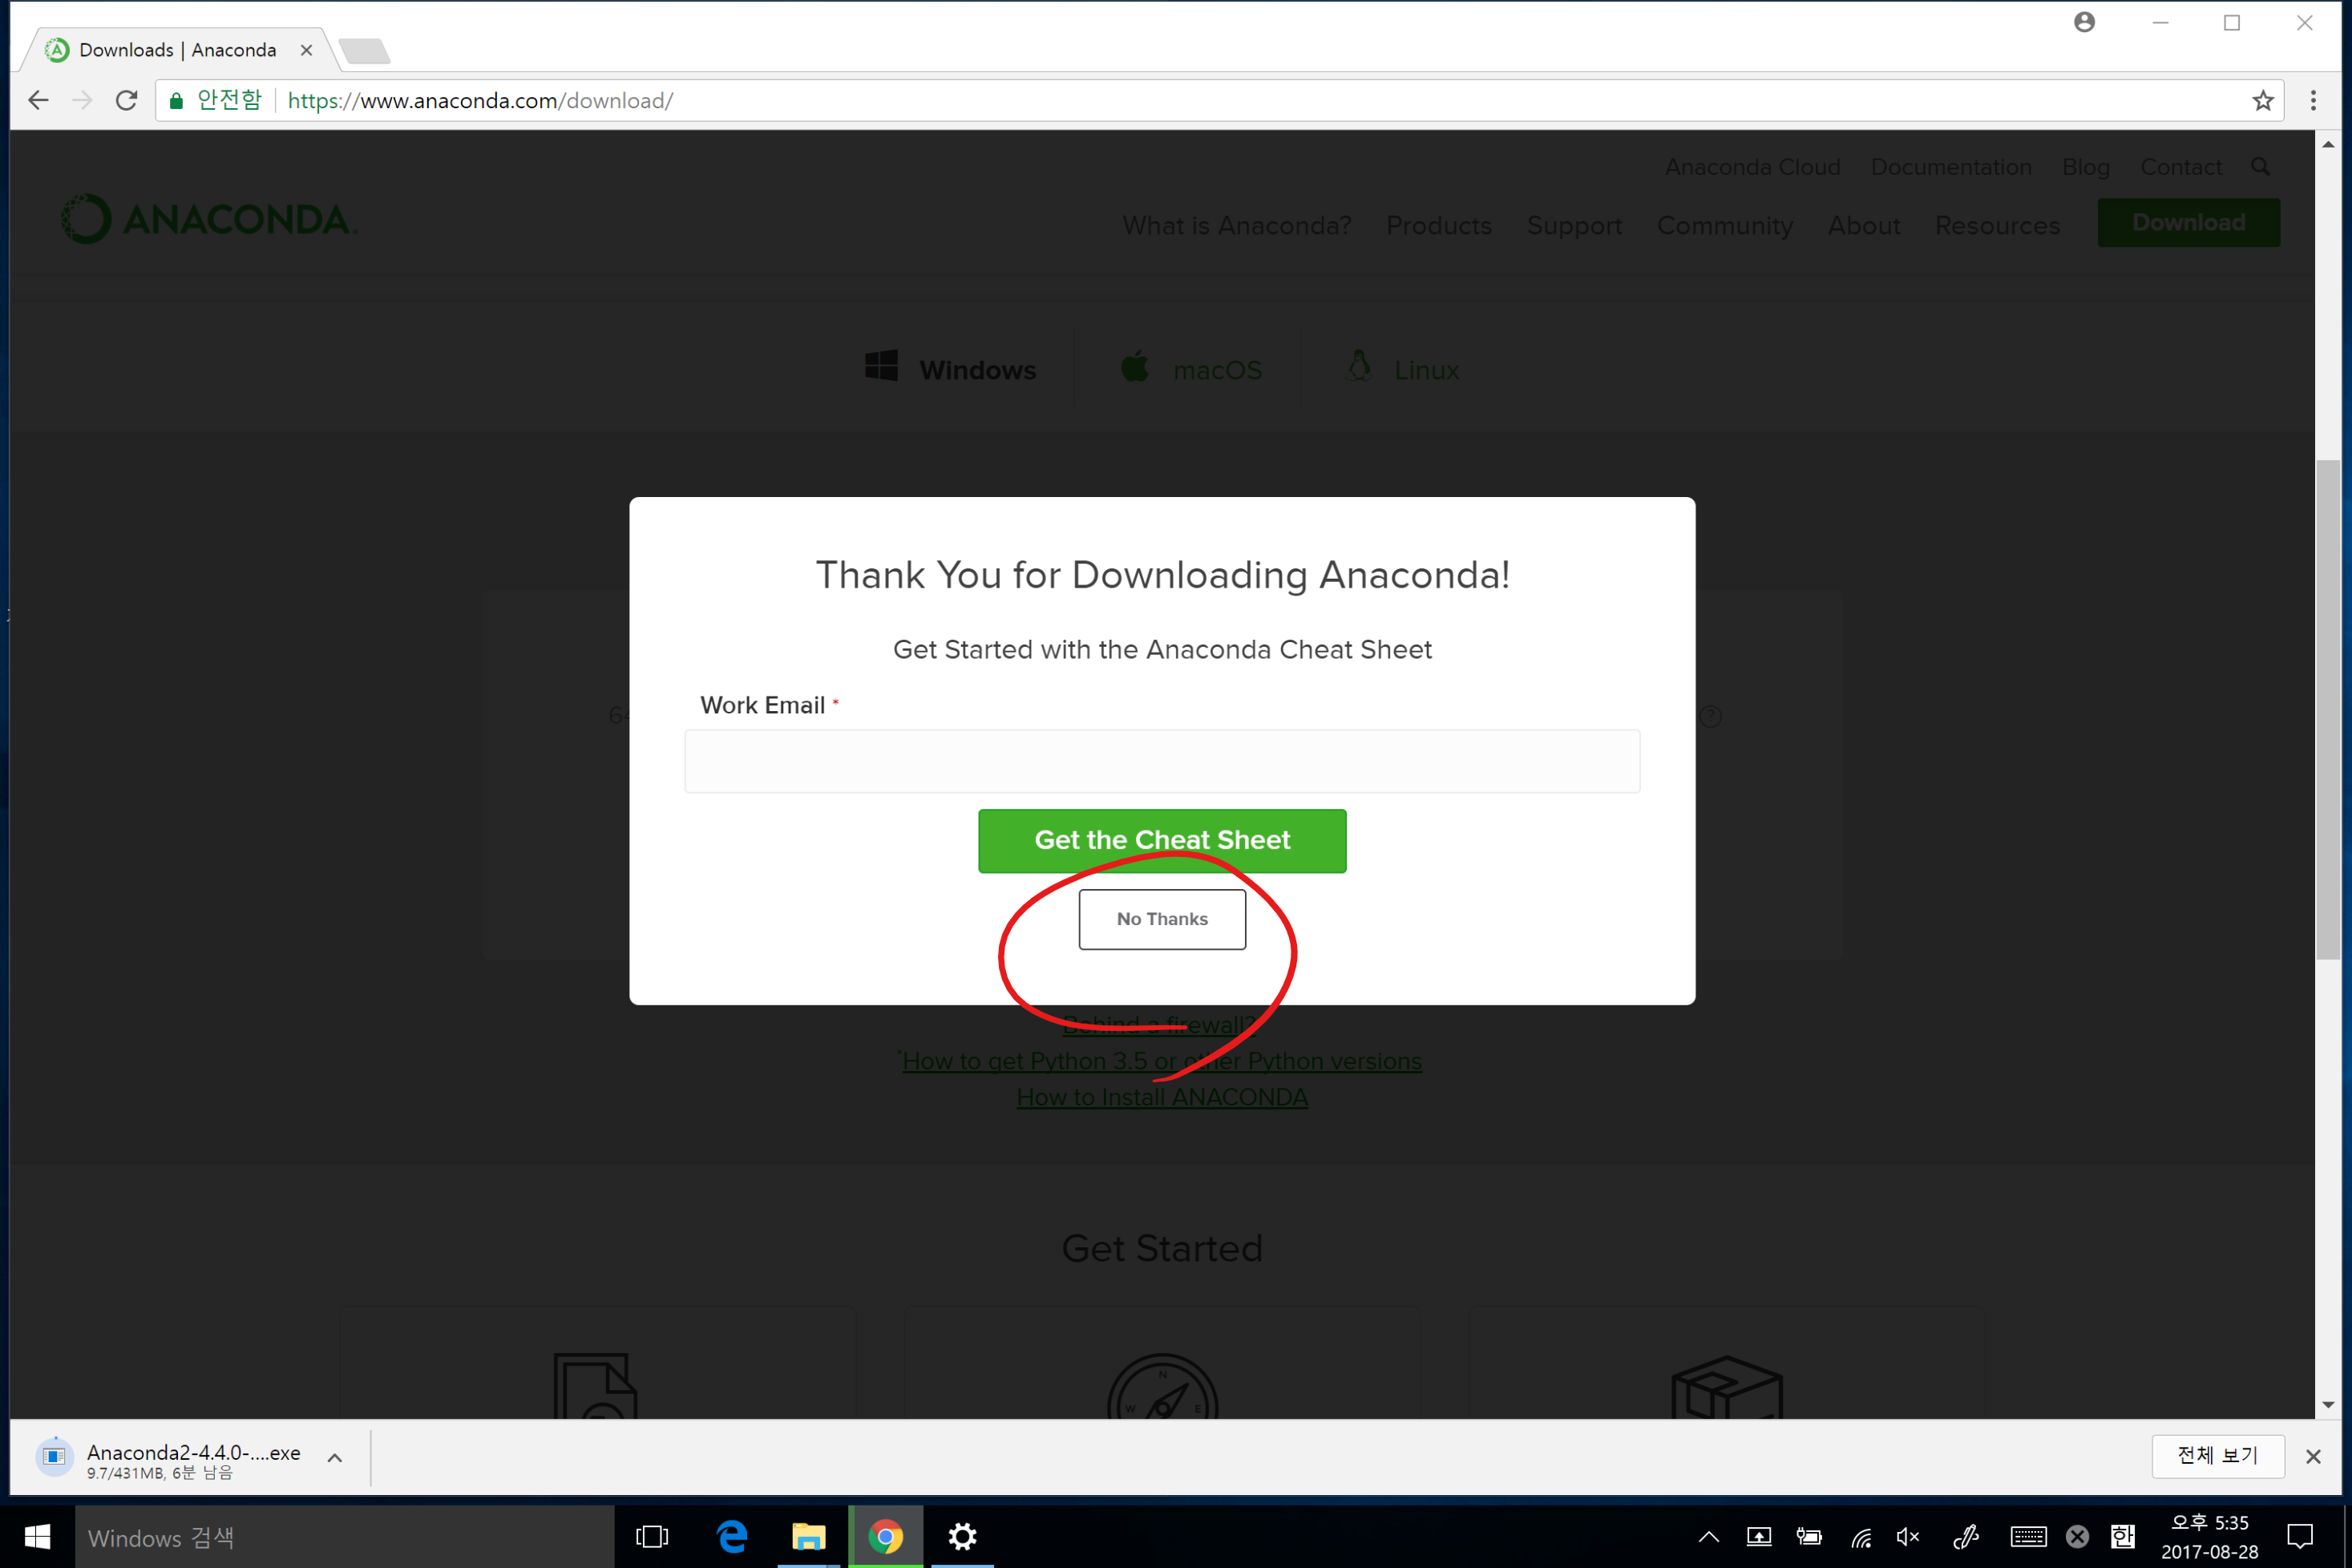 Downloads | Anaconda
안전함 https://www.anaconda.com/download/
Anaconda Cloud Documentation Blog Contact
ANACONDA.
What is Anaconda? Products Support Community About Resources Download
Windows macOS Linux
Thank You for Downloading Anaconda!
Get Started with the Anaconda Cheat Sheet
Work Email *
Get the Cheat Sheet
No Thanks
Behind a firewall?
*How to get Python 3.5 or other Python versions
How to Install ANACONDA
Get Started
N
W E
Anaconda2-4.4.0-....exe
9.7/431MB, 6분 남음
전체 보기
Windows 검색
한
오후 5:35
2017-08-28